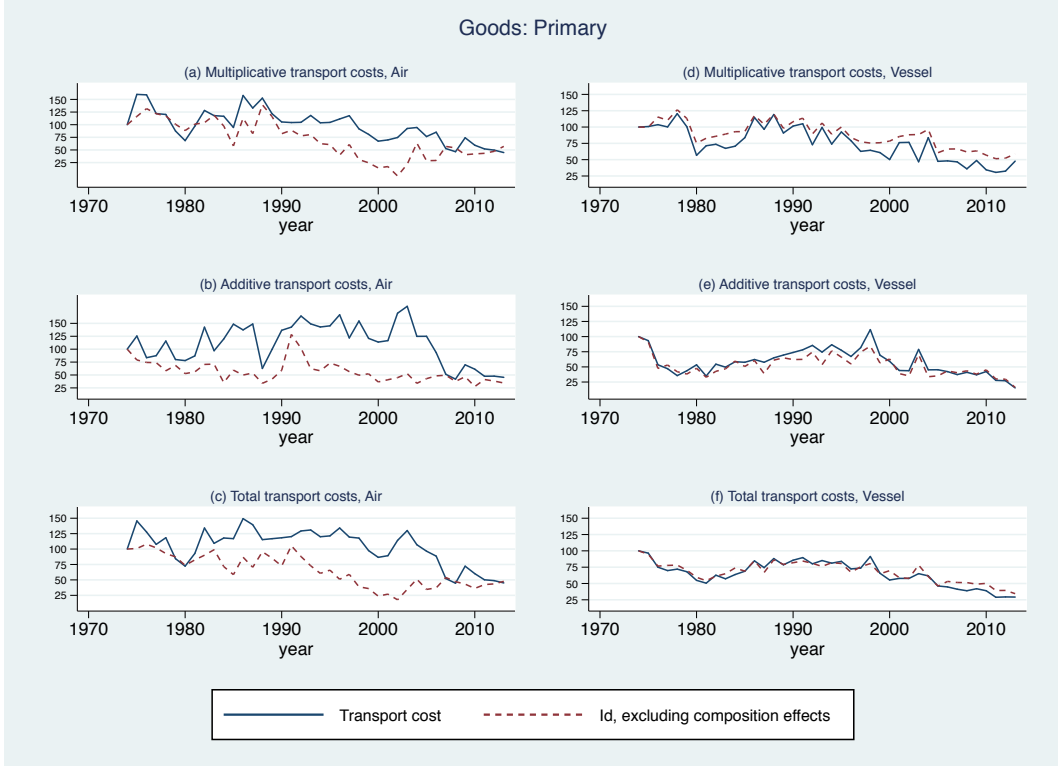 Goods: Primary
(a) Multiplicative transport costs, Air
150
125
100
75
50
25
1970 1980 1990 2000 2010
year
(d) Multiplicative transport costs, Vessel
150
125
100
75
50
25
1970 1980 1990 2000 2010
year
(b) Additive transport costs, Air
150
125
100
75
50
25
1970 1980 1990 2000 2010
year
(e) Additive transport costs, Vessel
150
125
100
75
50
25
1970 1980 1990 2000 2010
year
(c) Total transport costs, Air
150
125
100
75
50
25
1970 1980 1990 2000 2010
year
(f) Total transport costs, Vessel
150
125
100
75
50
25
1970 1980 1990 2000 2010
year
Transport cost Id, excluding composition effects